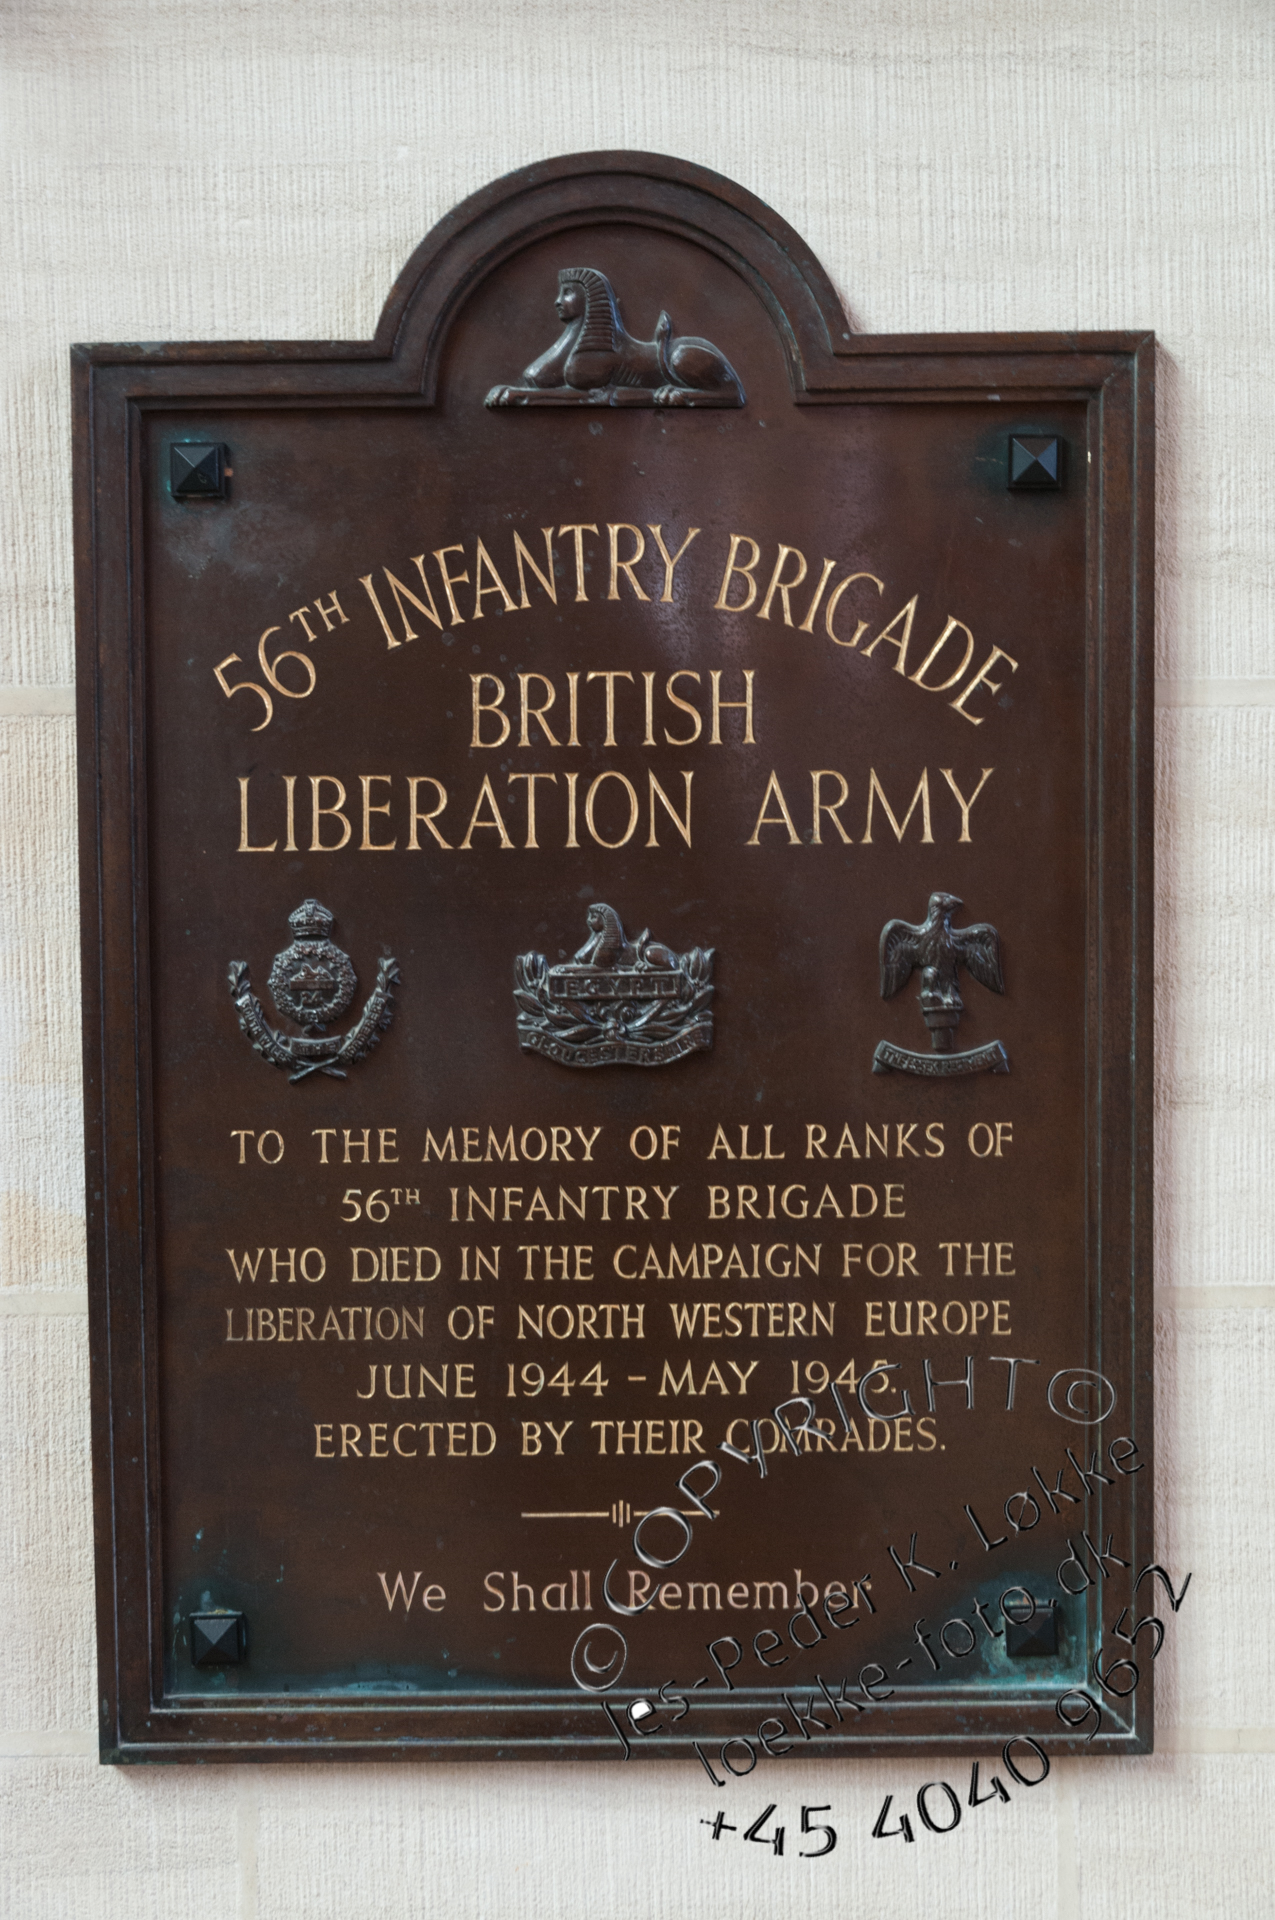 56TH INFANTRY BRIGADE
BRITISH
LIBERATION ARMY
24
EGYPT
GLOUCESTERSHIRE
TO THE MEMORY OF ALL RANKS OF
56TH INFANTRY BRIGADE
WHO DIED IN THE CAMPAIGN FOR THE
LIBERATION OF NORTH WESTERN EUROPE
JUNE 1944 - MAY 1945.
ERECTED BY THEIR COMRADES.
We Shall Remember
© COPYRIGHT ©
Jes-Peder K. Løkke
loekke-foto.dk
+45 4040 9652